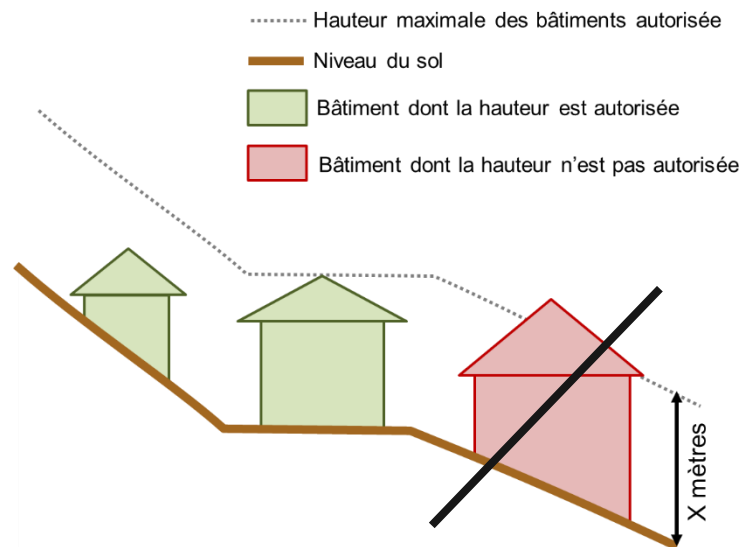 Hauteur maximale des bâtiments autorisée
Niveau du sol
Bâtiment dont la hauteur est autorisée
Bâtiment dont la hauteur n’est pas autorisée
X mètres